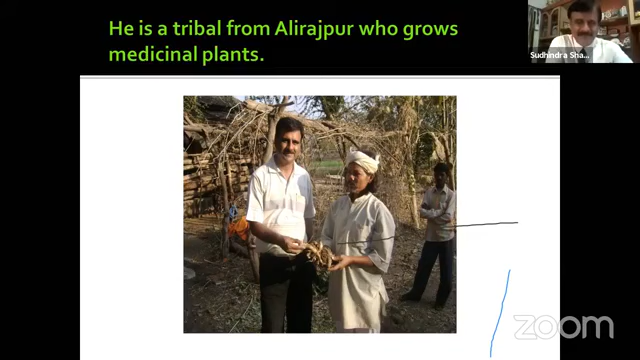 He is a tribal from Alirajpur who grows
medicinal plants.
Sudhindra Sha...
zoom